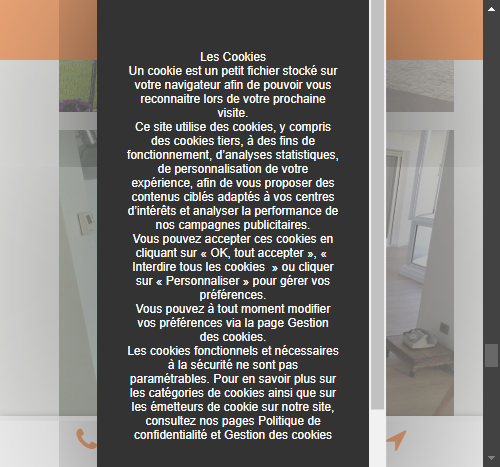 Les Cookies
Un cookie est un petit fichier stocké sur
votre navigateur afin de pouvoir vous
reconnaitre lors de votre prochaine
visite.
Ce site utilise des cookies, y compris
des cookies tiers, à des fins de
fonctionnement, d'analyses statistiques,
de personnalisation de votre
expérience, afin de vous proposer des
contenus ciblés adaptés à vos centres
d'intérêts et analyser la performance de
nos campagnes publicitaires.
Vous pouvez accepter ces cookies en
cliquant sur « OK, tout accepter », «
Interdire tous les cookies » ou cliquer
sur « Personnaliser » pour gérer vos
préférences.
Vous pouvez à tout moment modifier
vos préférences via la page Gestion
des cookies.
Les cookies fonctionnels et nécessaires
à la sécurité ne sont pas
paramétrables. Pour en savoir plus sur
les catégories de cookies ainsi que sur
les émetteurs de cookie sur notre site,
consultez nos pages Politique de
confidentialité et Gestion des cookies